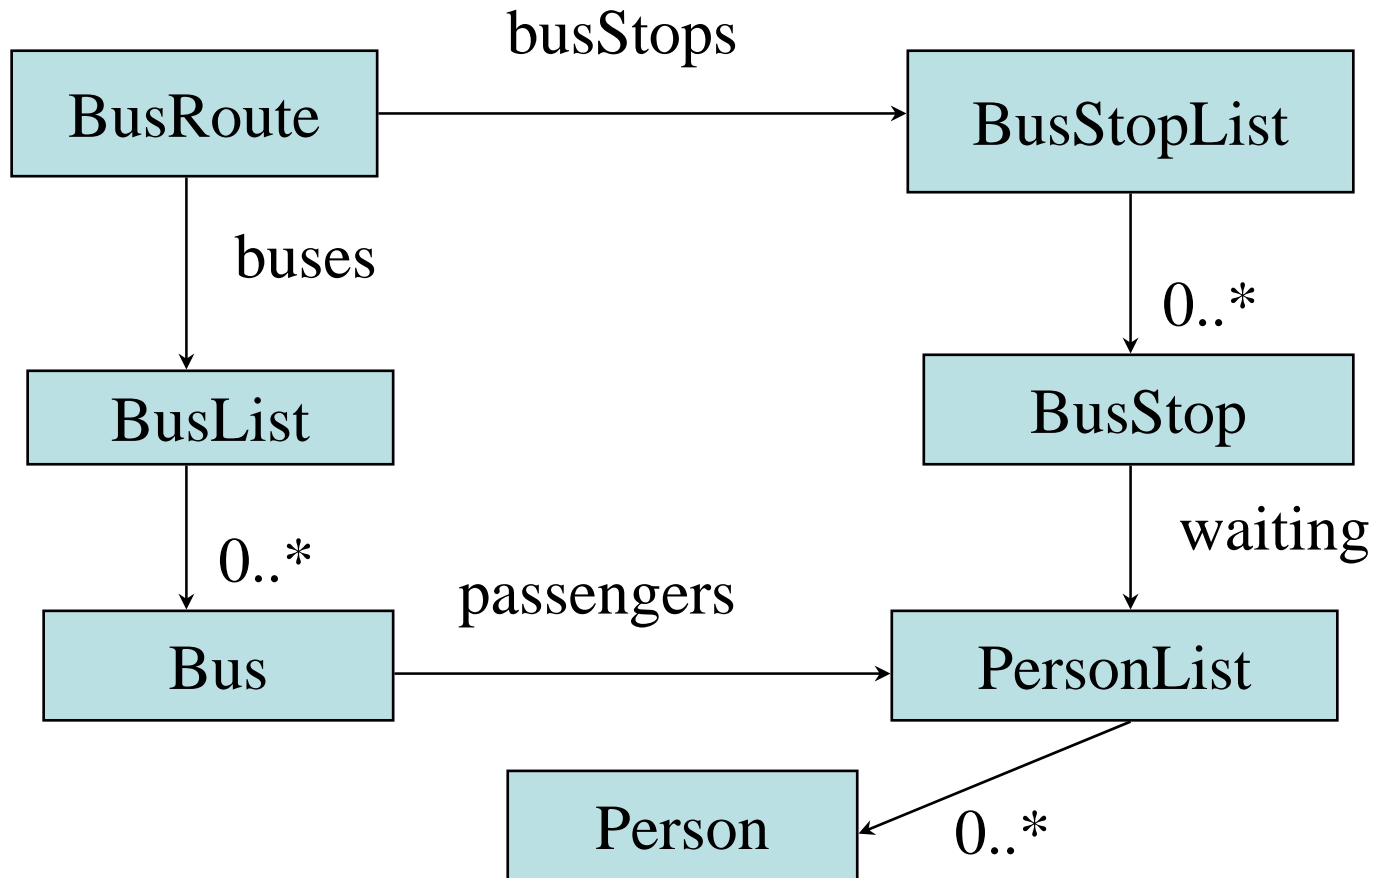 busStops
BusRoute
BusStopList
buses
0..*
BusList
BusStop
waiting
0..*
passengers
Bus
PersonList
Person
0..*